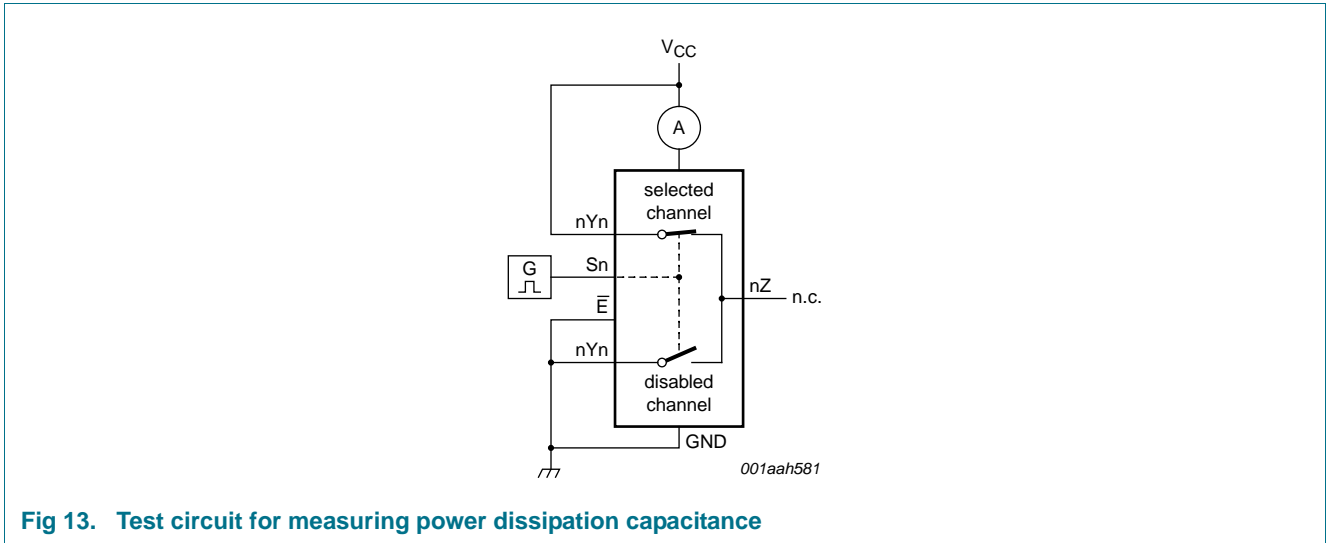 VCC
A
selected
channel
nYn
Sn
G
E̅
nZ
n.c.
nYn
disabled
channel
GND
001aah581
Fig 13. Test circuit for measuring power dissipation capacitance